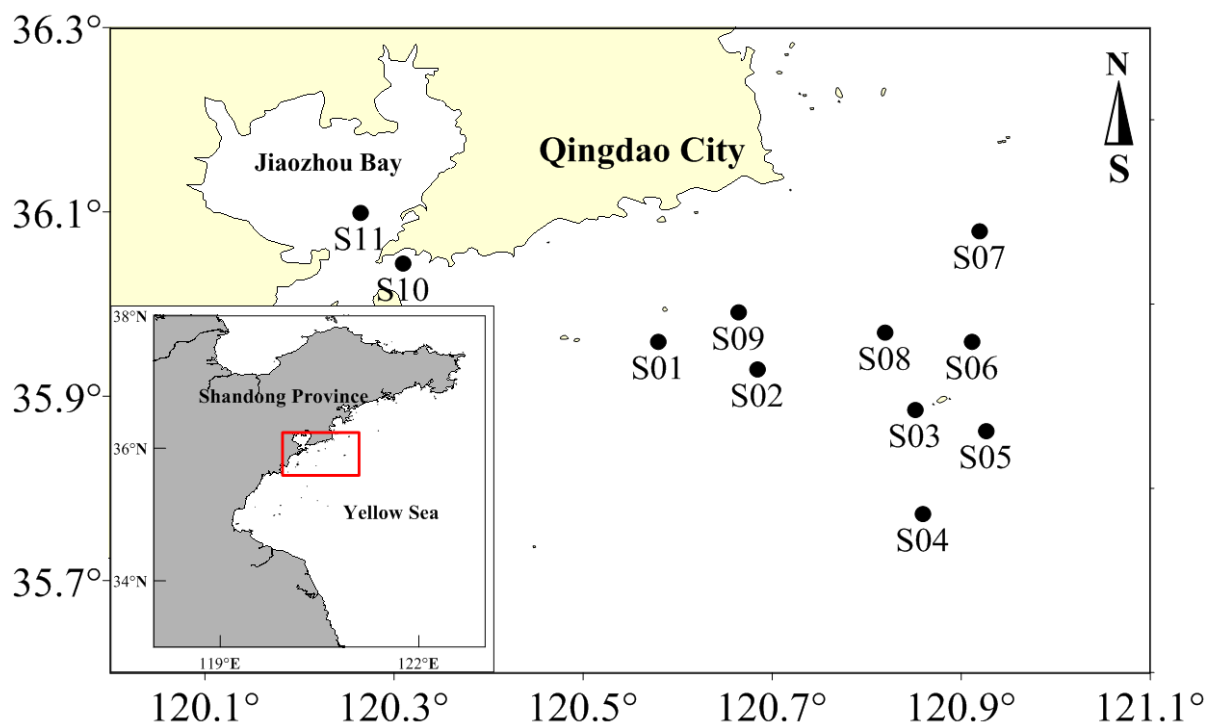 36.3°
N
S
Qingdao City
Jiaozhou Bay
36.1°
S11
S07
S10
38°N
S09
S08
S01
S06
S02
35.9°
Shandong Province
S03
S05
36°N
Yellow Sea
S04
35.7°
34°N
119°E
122°E
120.1°
120.3°
120.5°
120.7°
120.9°
121.1°